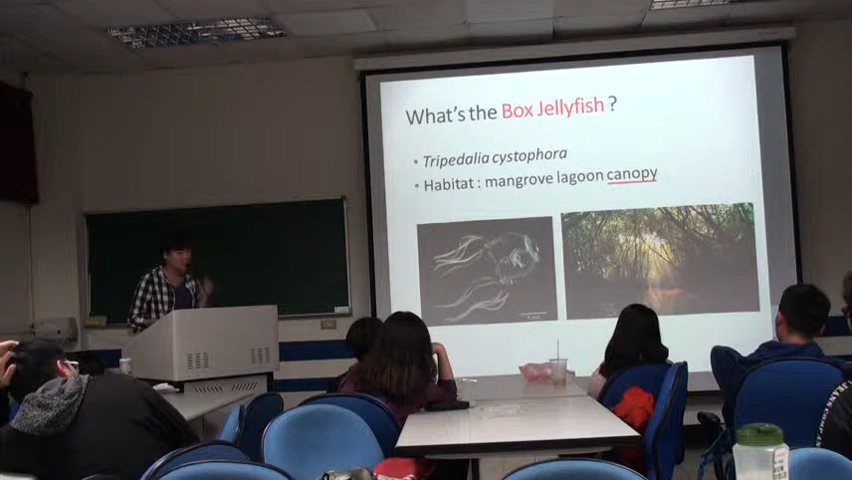 What's the Box Jellyfish ?
• Tripedalia cystophora
• Habitat : mangrove lagoon canopy